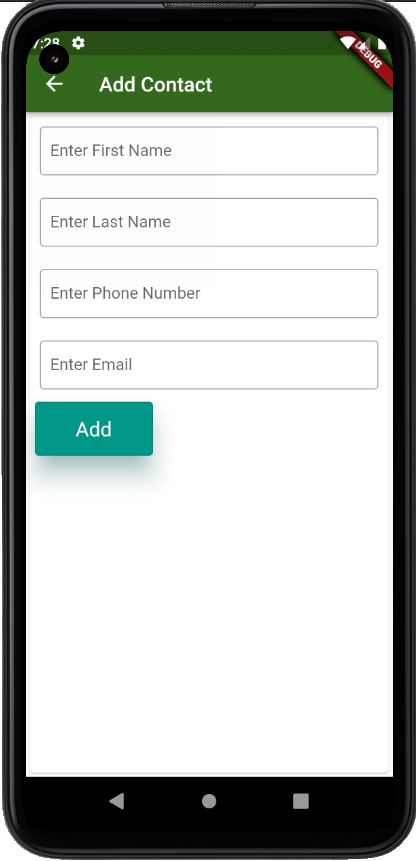 7:28
DEBUG
Add Contact
Enter First Name
Enter Last Name
Enter Phone Number
Enter Email
Add